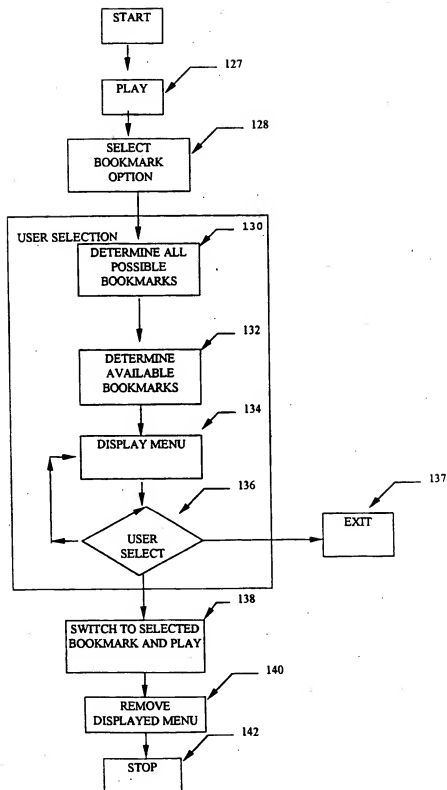 START
127
PLAY
128
SELECT
BOOKMARK
OPTION
130
USER SELECTION
DETERMINE ALL
POSSIBLE
BOOKMARKS
132
DETERMINE
AVAILABLE
BOOKMARKS
134
DISPLAY MENU
136
137
USER
SELECT
EXIT
138
SWITCH TO SELECTED
BOOKMARK AND PLAY
140
REMOVE
DISPLAYED MENU
142
STOP